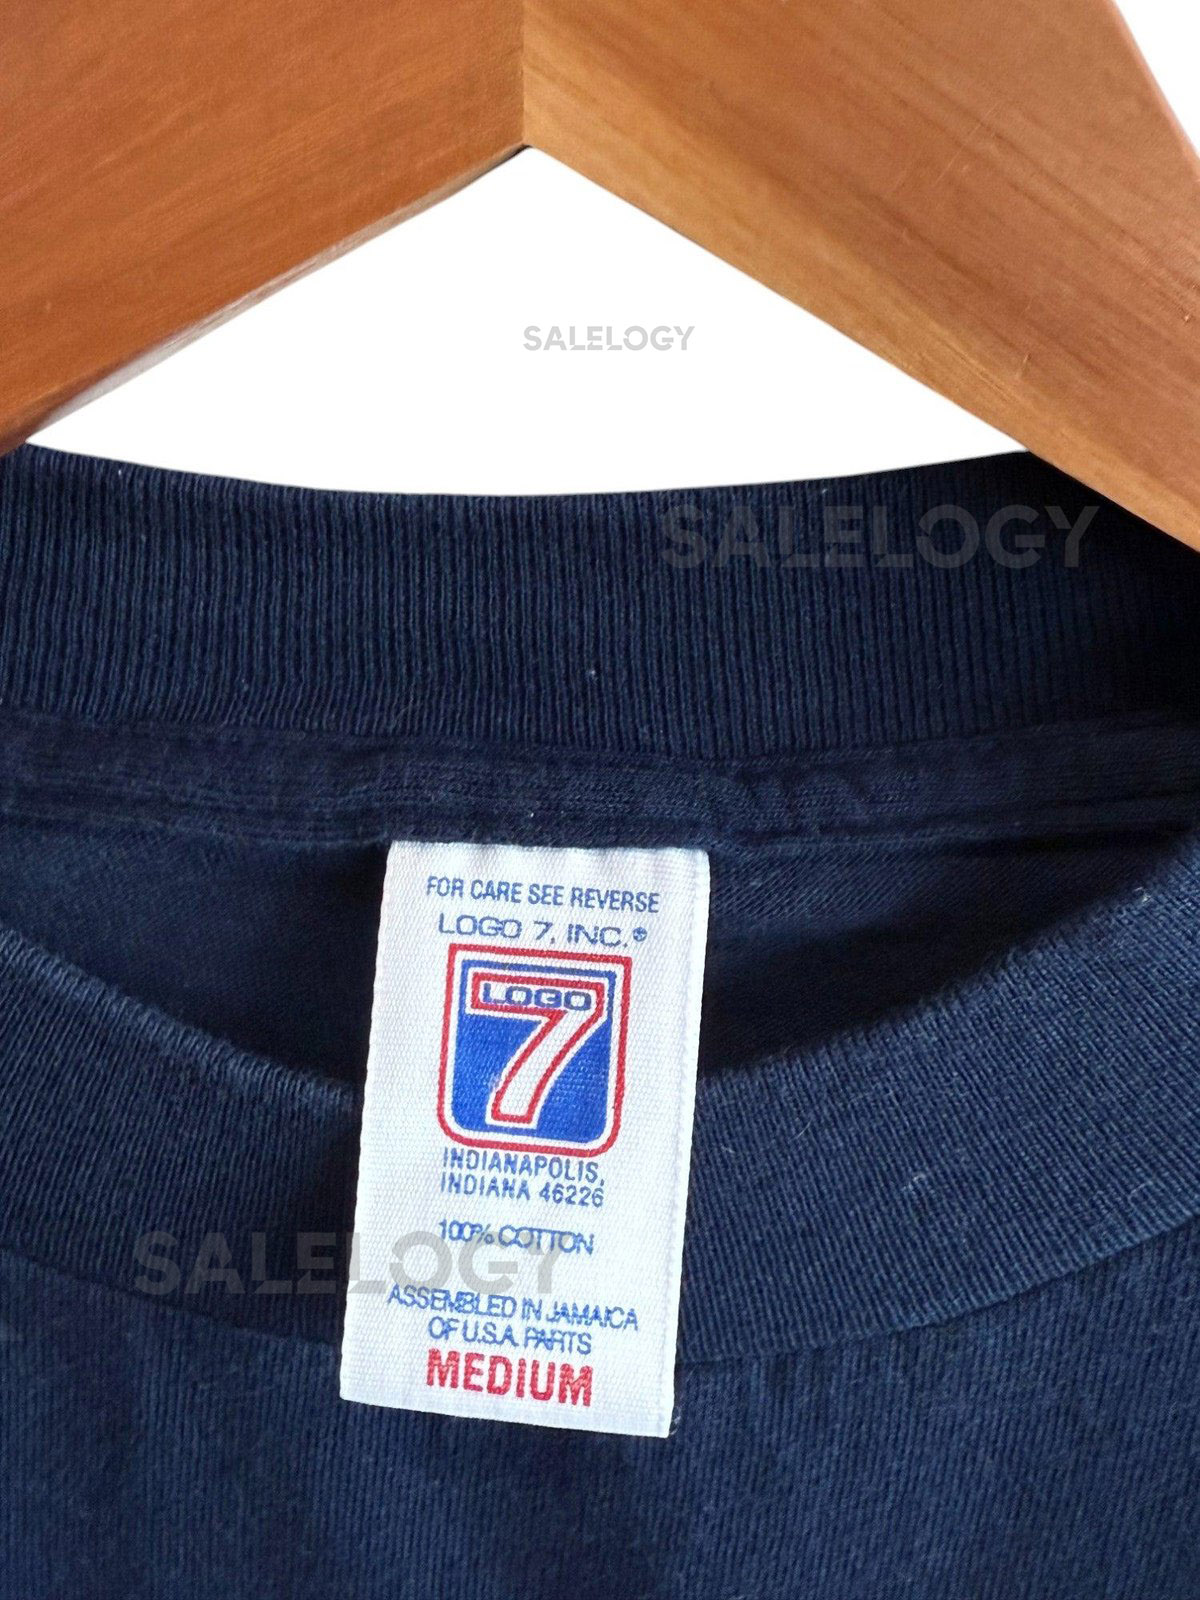 SALELOGY
SALELOGY
FOR CARE SEE REVERSE
LOGO 7, INC.®
LOGO
7
INDIANAPOLIS,
INDIANA 46226
100% COTTON
SALELOGY
ASSEMBLED IN JAMAICA
OF U.S.A. PARTS
MEDIUM